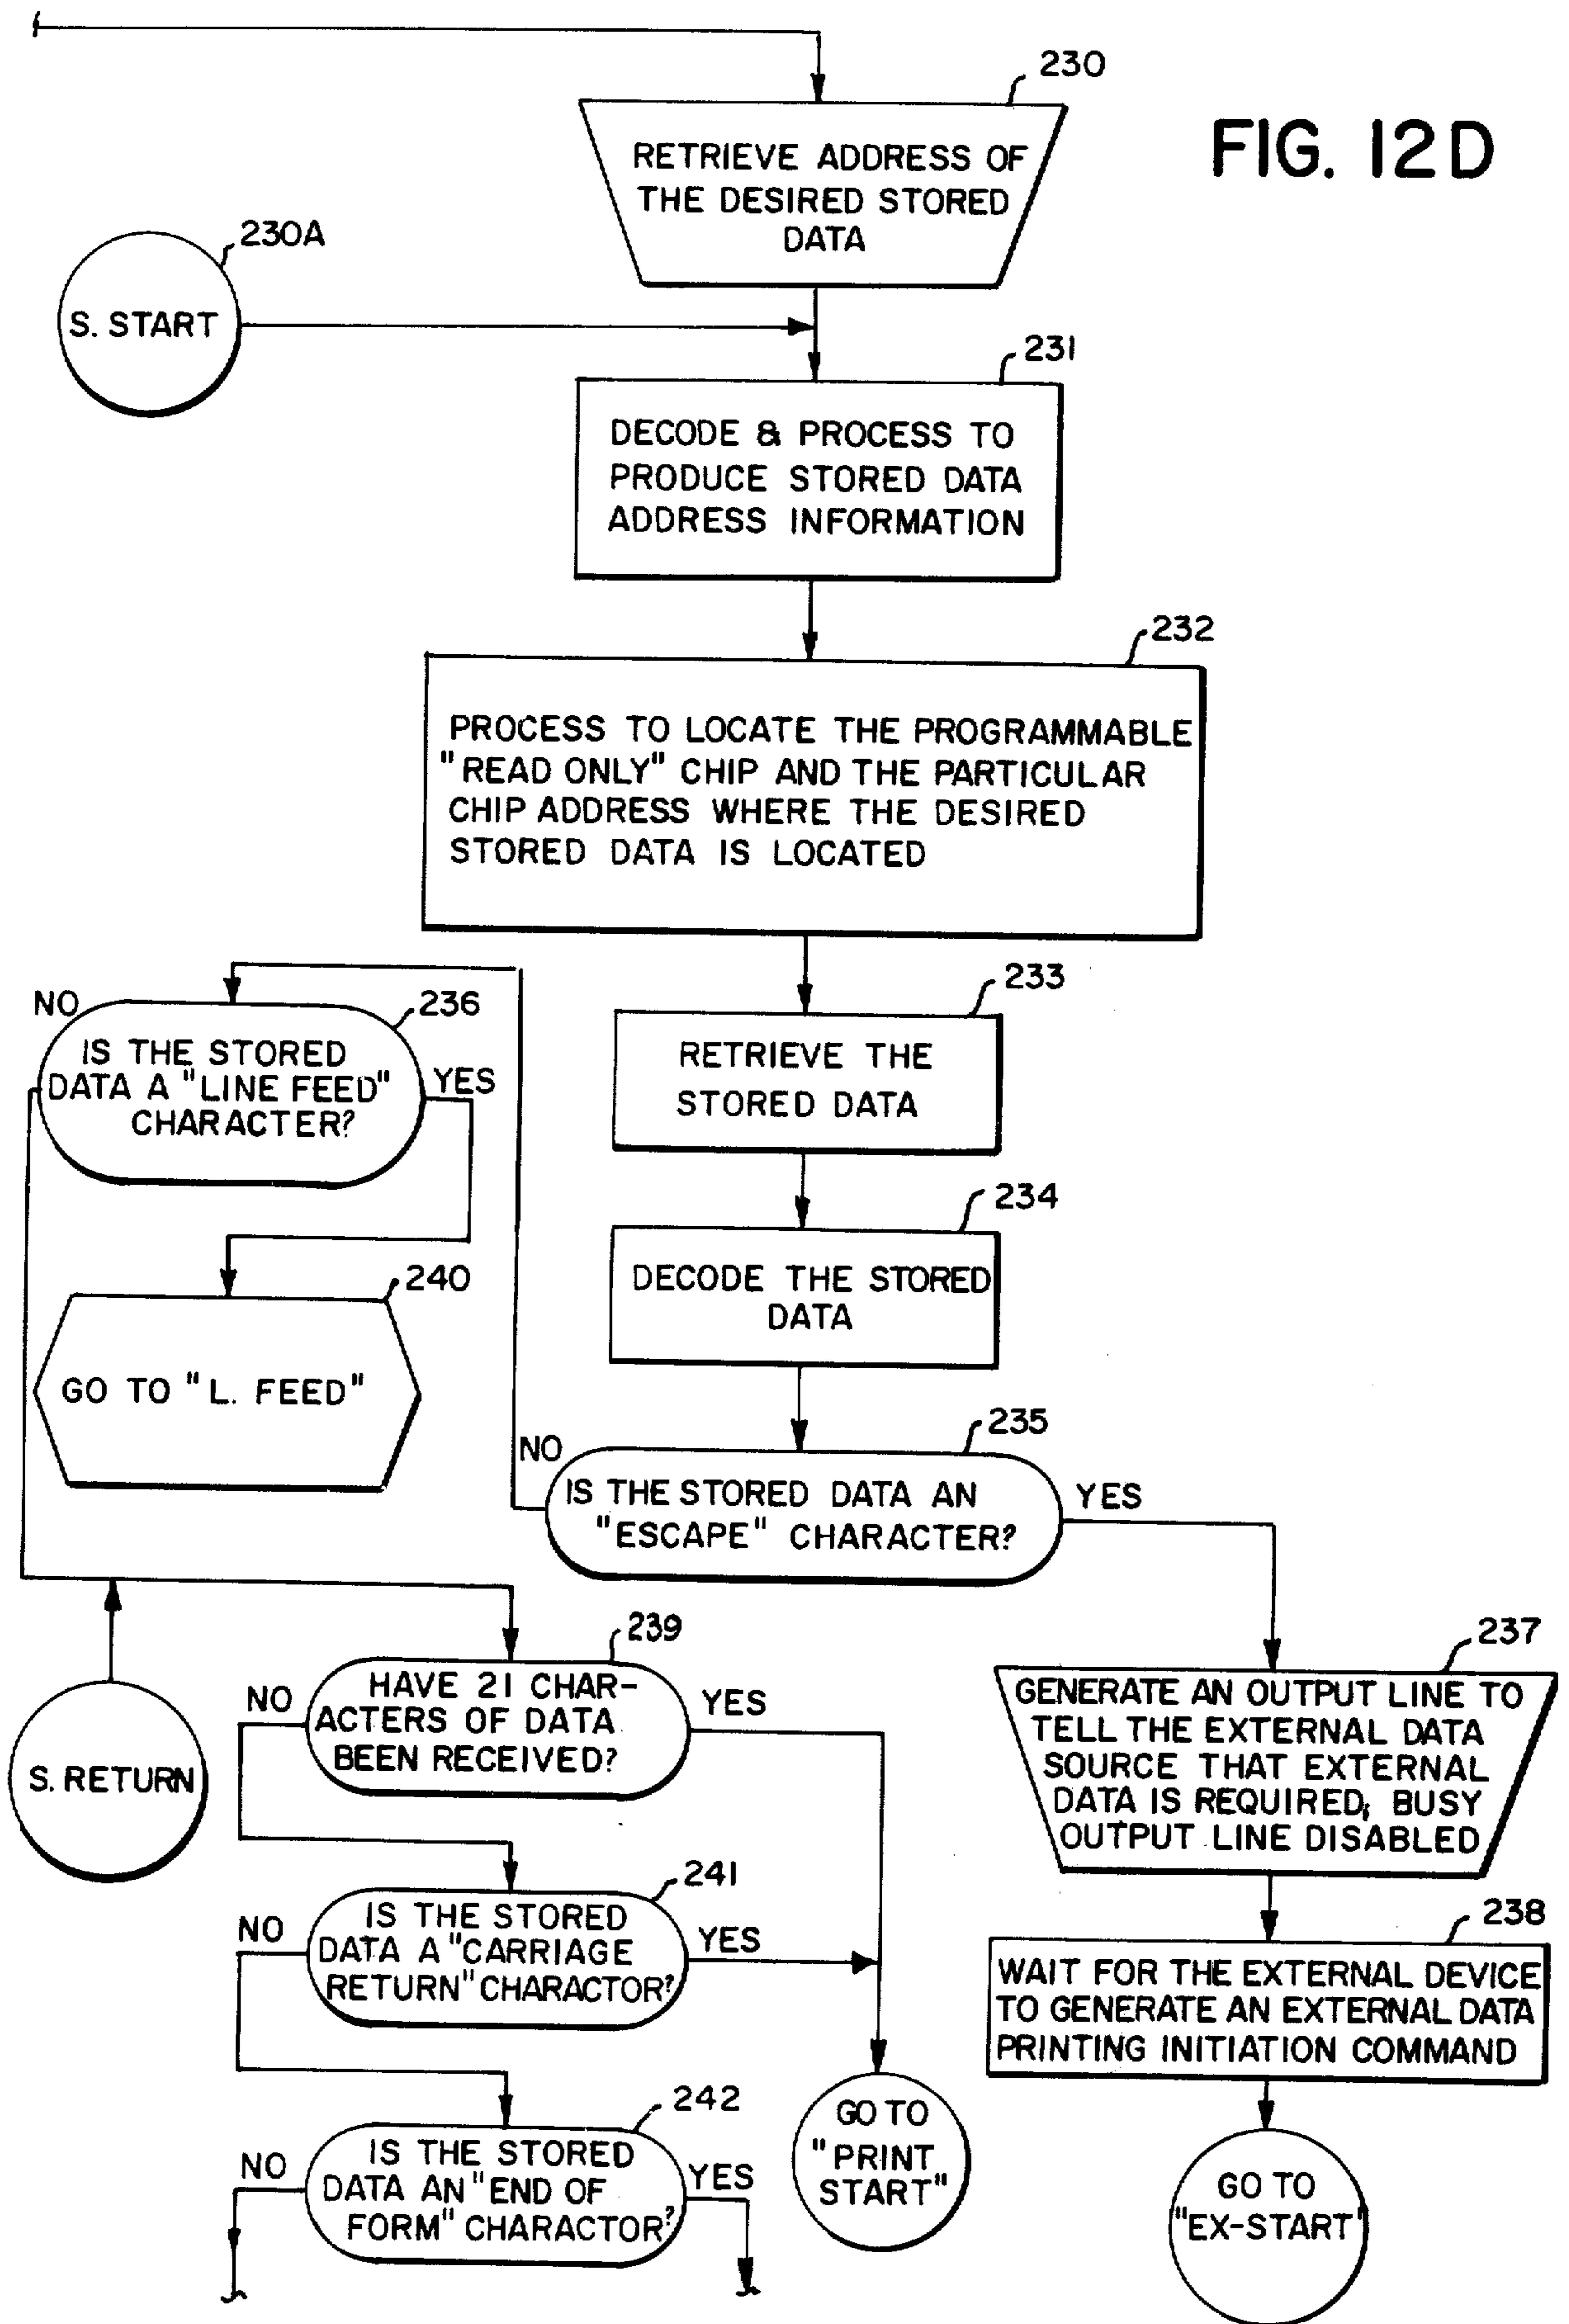 230
FIG. 12D
RETRIEVE ADDRESS OF
THE DESIRED STORED
DATA
230A
S. START
231
DECODE & PROCESS TO
PRODUCE STORED DATA
ADDRESS INFORMATION
232
PROCESS TO LOCATE THE PROGRAMMABLE
"READ ONLY" CHIP AND THE PARTICULAR
CHIP ADDRESS WHERE THE DESIRED
STORED DATA IS LOCATED
233
RETRIEVE THE
STORED DATA
NO
236
IS THE STORED
DATA A "LINE FEED"
CHARACTER?
YES
234
DECODE THE STORED
DATA
240
GO TO "L. FEED"
235
NO
IS THE STORED DATA AN
"ESCAPE" CHARACTER?
YES
239
NO
HAVE 21 CHAR-
ACTERS OF DATA
BEEN RECEIVED?
YES
S. RETURN
237
GENERATE AN OUTPUT LINE TO
TELL THE EXTERNAL DATA
SOURCE THAT EXTERNAL
DATA IS REQUIRED; BUSY
OUTPUT LINE DISABLED
241
NO
IS THE STORED
DATA A "CARRIAGE
RETURN" CHARACTOR?
YES
238
WAIT FOR THE EXTERNAL DEVICE
TO GENERATE AN EXTERNAL DATA
PRINTING INITIATION COMMAND
242
NO
IS THE STORED
DATA AN "END OF
FORM" CHARACTOR?
YES
GO TO
"PRINT
START"
GO TO
"EX-START"